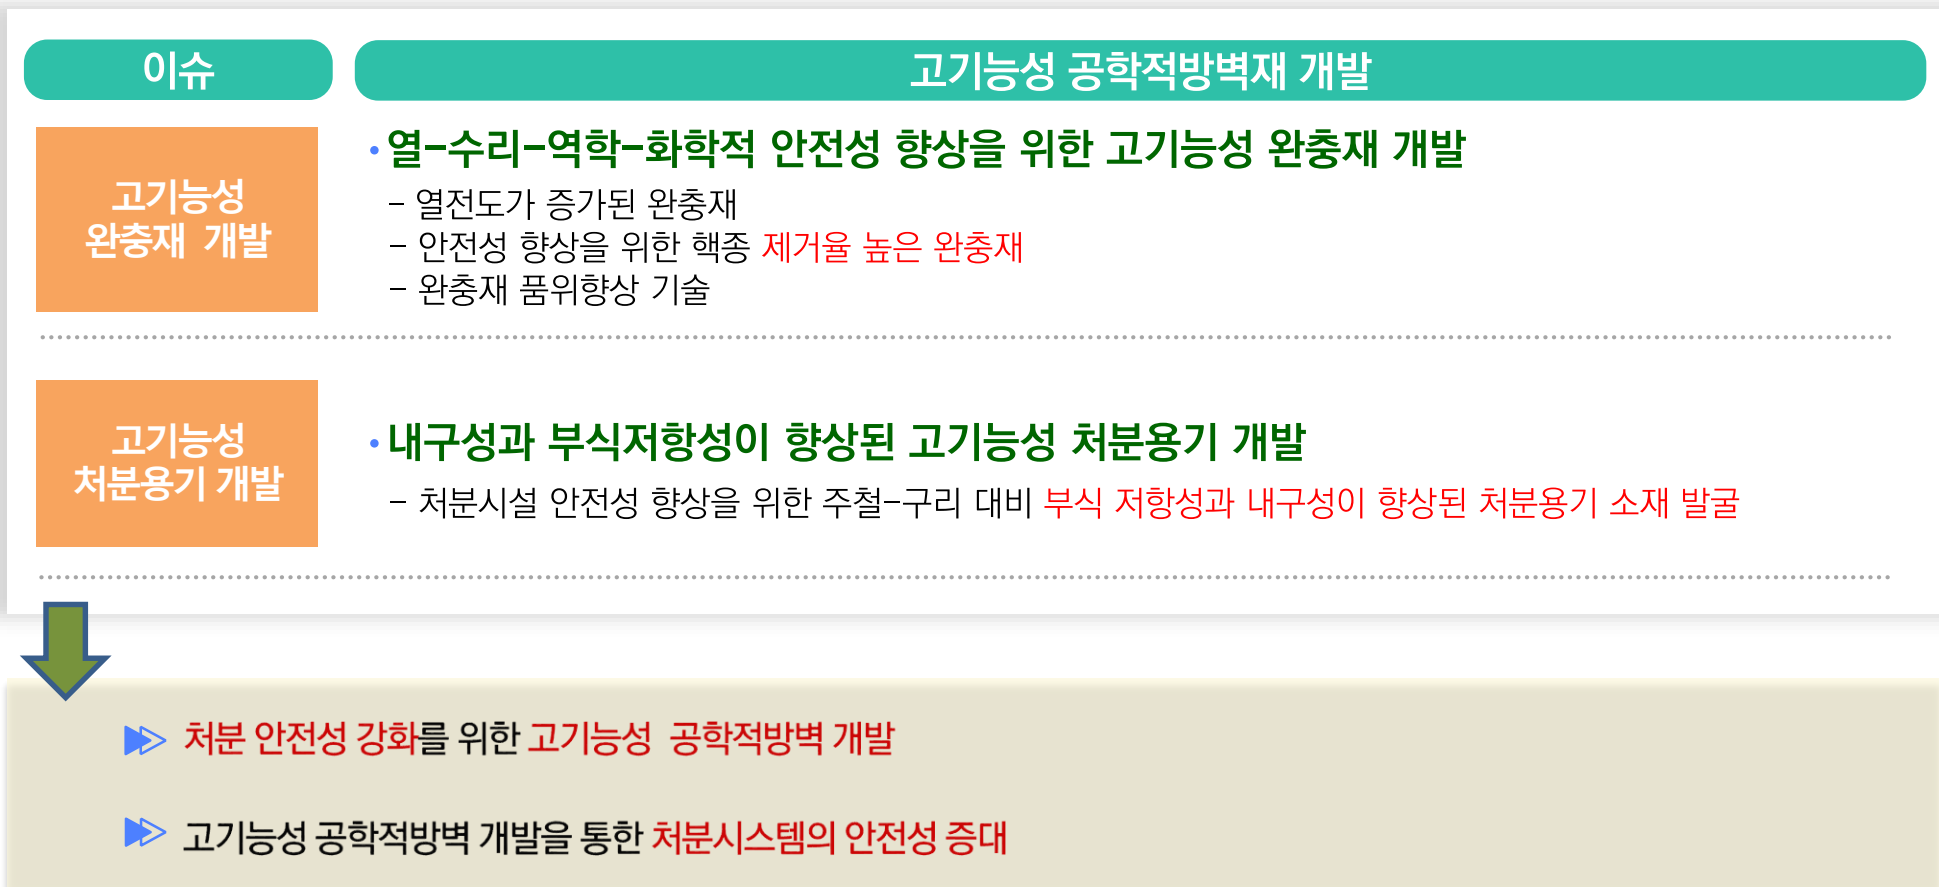 이슈
고기능성 공학적방벽재 개발
고기능성
완충재 개발
• 열-수리-역학-화학적 안전성 향상을 위한 고기능성 완충재 개발
- 열전도가 증가된 완충재
- 안전성 향상을 위한 핵종 제거율 높은 완충재
- 완충재 품위향상 기술
고기능성
처분용기 개발
• 내구성과 부식저항성이 향상된 고기능성 처분용기 개발
- 처분시설 안전성 향상을 위한 주철-구리 대비 부식 저항성과 내구성이 향상된 처분용기 소재 발굴
처분 안전성 강화를 위한 고기능성 공학적방벽 개발
고기능성 공학적방벽 개발을 통한 처분시스템의 안전성 증대